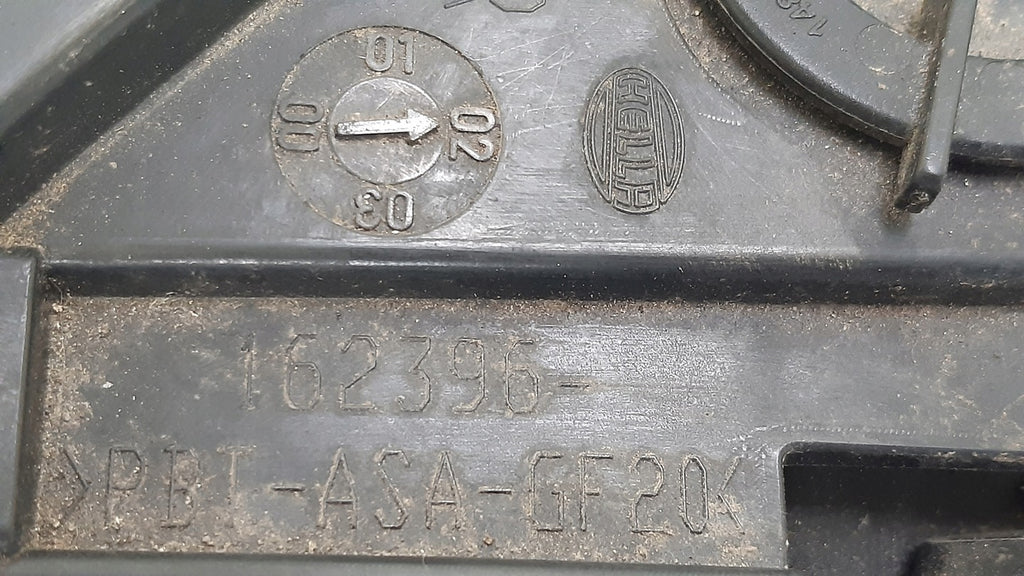 01
00
02
03
HELLA
162396-
>PBT-ASA-GF20<